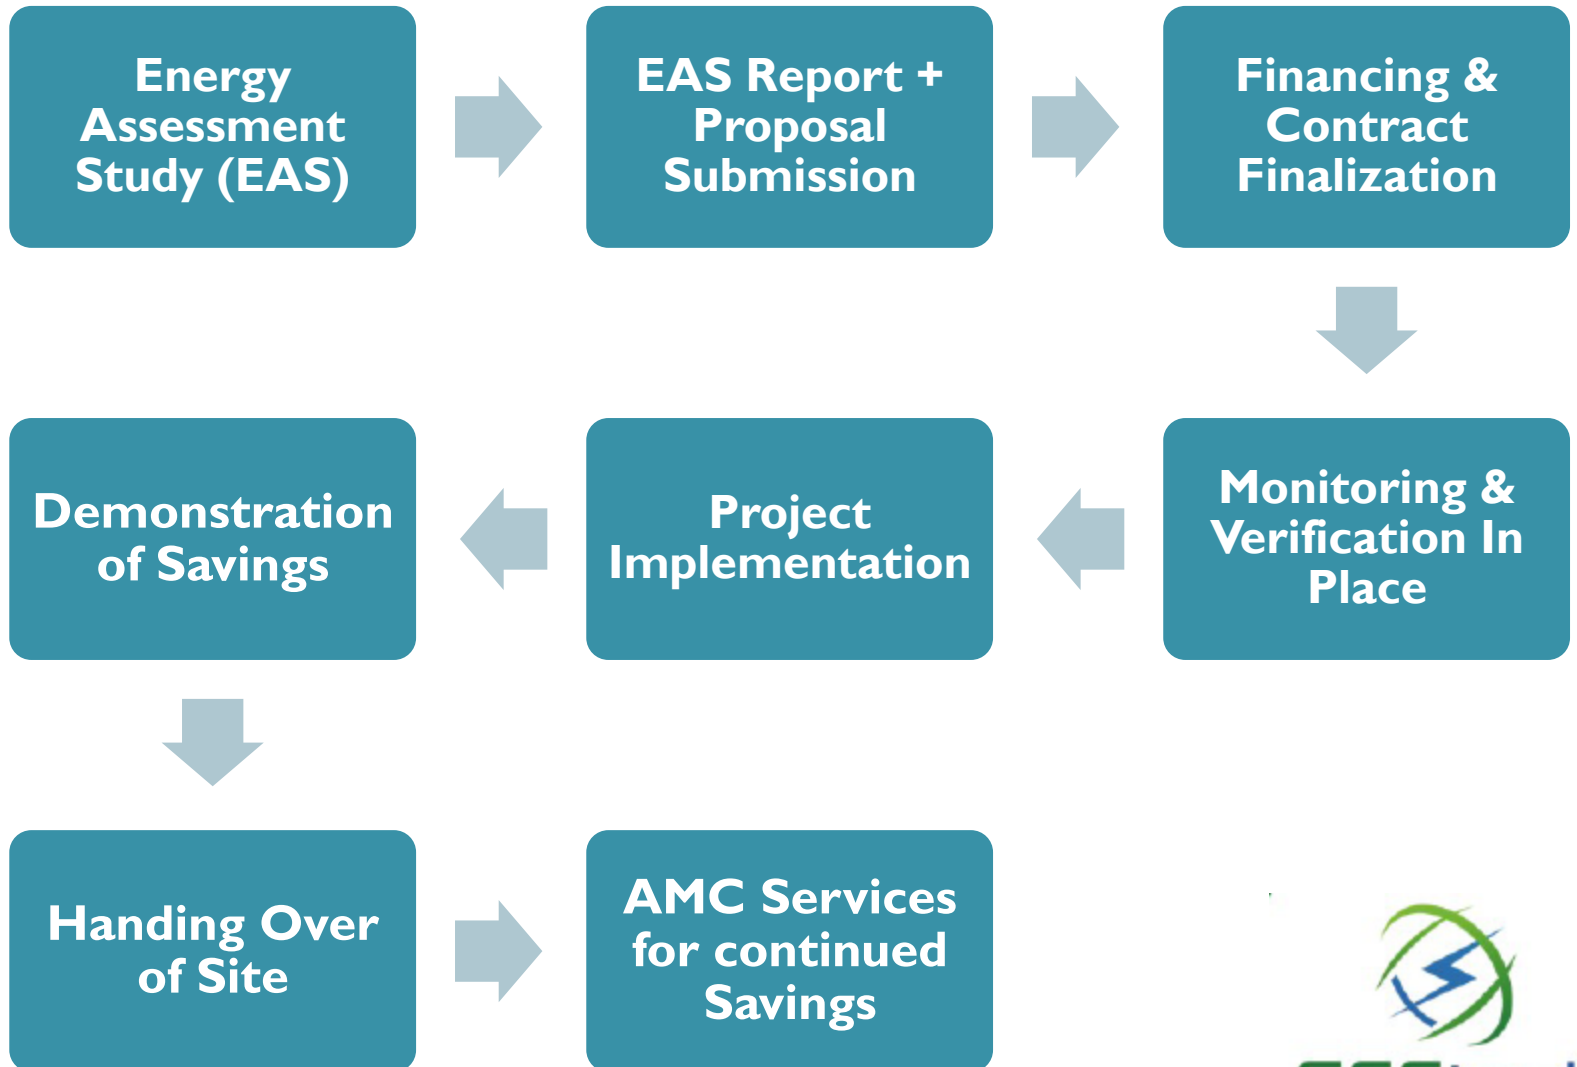 Energy
Assessment
Study (EAS)
EAS Report +
Proposal
Submission
Financing &
Contract
Finalization
Monitoring &
Verification In
Place
Project
Implementation
Demonstration
of Savings
Handing Over
of Site
AMC Services
for continued
Savings